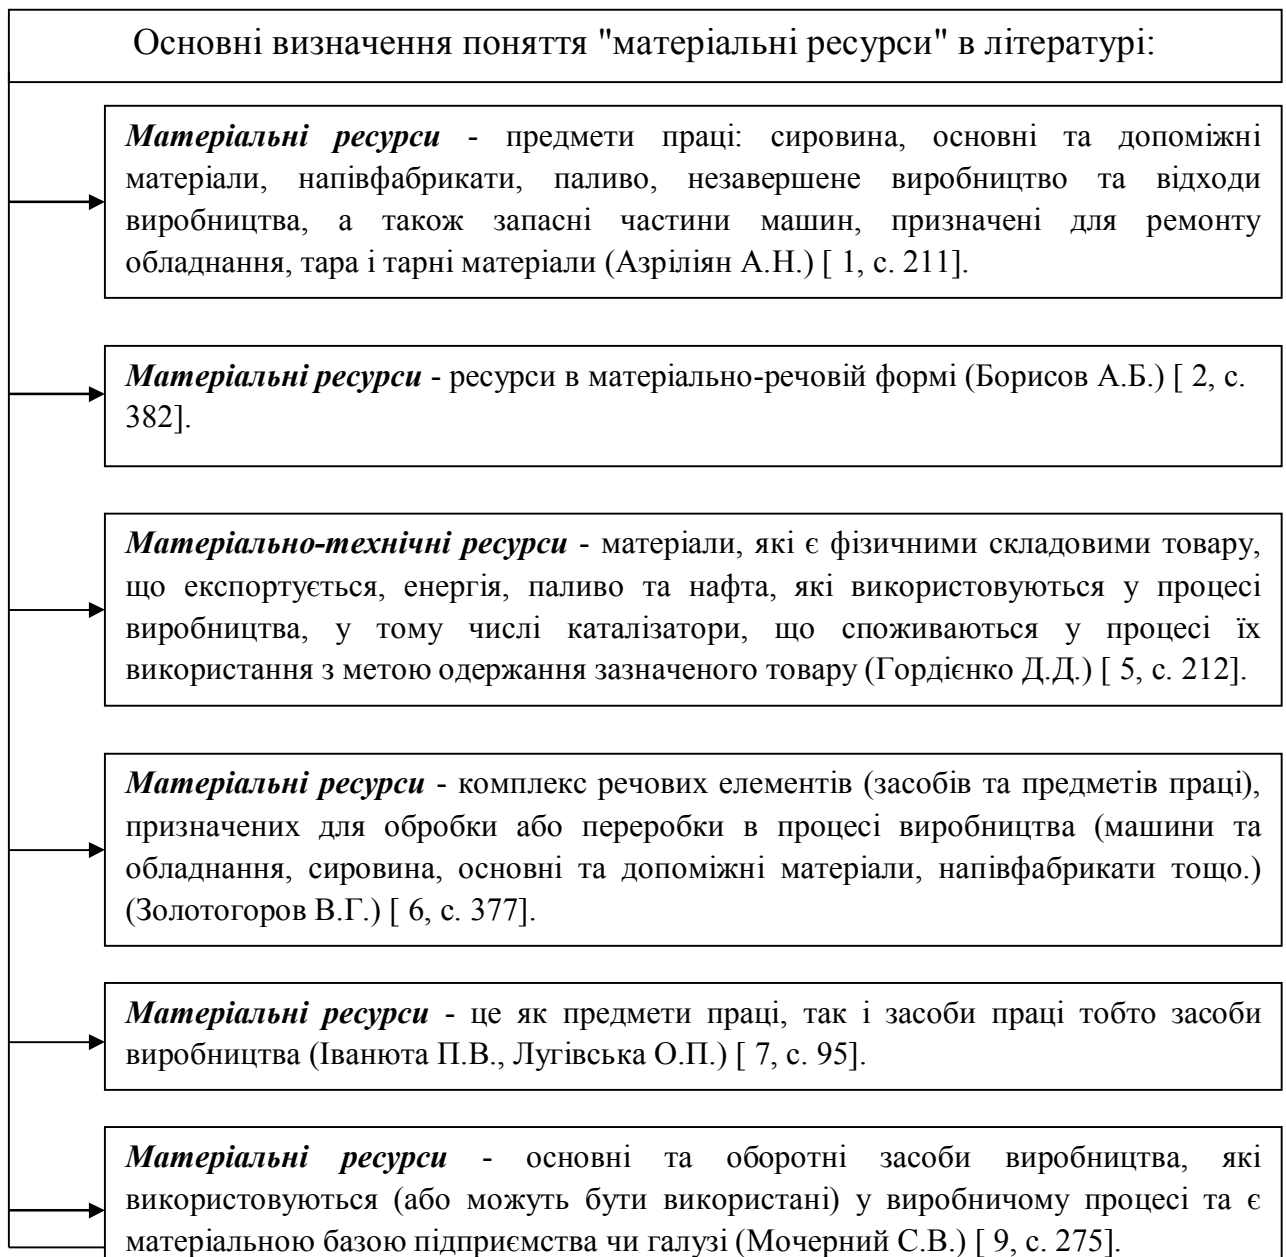 Основні визначення поняття "матеріальні ресурси" в літературі:
Матеріальні ресурси - предмети праці: сировина, основні та допоміжні
матеріали, напівфабрикати, паливо, незавершене виробництво та відходи
виробництва, а також запасні частини машин, призначені для ремонту
обладнання, тара і тарні матеріали (Азріліян А.Н.) [ 1, с. 211].
Матеріальні ресурси - ресурси в матеріально-речовій формі (Борисов А.Б.) [ 2, с.
382].
Матеріально-технічні ресурси - матеріали, які є фізичними складовими товару,
що експортується, енергія, паливо та нафта, які використовуються у процесі
виробництва, у тому числі каталізатори, що споживаються у процесі їх
використання з метою одержання зазначеного товару (Гордієнко Д.Д.) [ 5, с. 212].
Матеріальні ресурси - комплекс речових елементів (засобів та предметів праці),
призначених для обробки або переробки в процесі виробництва (машини та
обладнання, сировина, основні та допоміжні матеріали, напівфабрикати тощо.)
(Золотогоров В.Г.) [ 6, с. 377].
Матеріальні ресурси - це як предмети праці, так і засоби праці тобто засоби
виробництва (Іванюта П.В., Лугівська О.П.) [ 7, с. 95].
Матеріальні ресурси - основні та оборотні засоби виробництва, які
використовуються (або можуть бути використані) у виробничому процесі та є
матеріальною базою підприємства чи галузі (Мочерний С.В.) [ 9, с. 275].